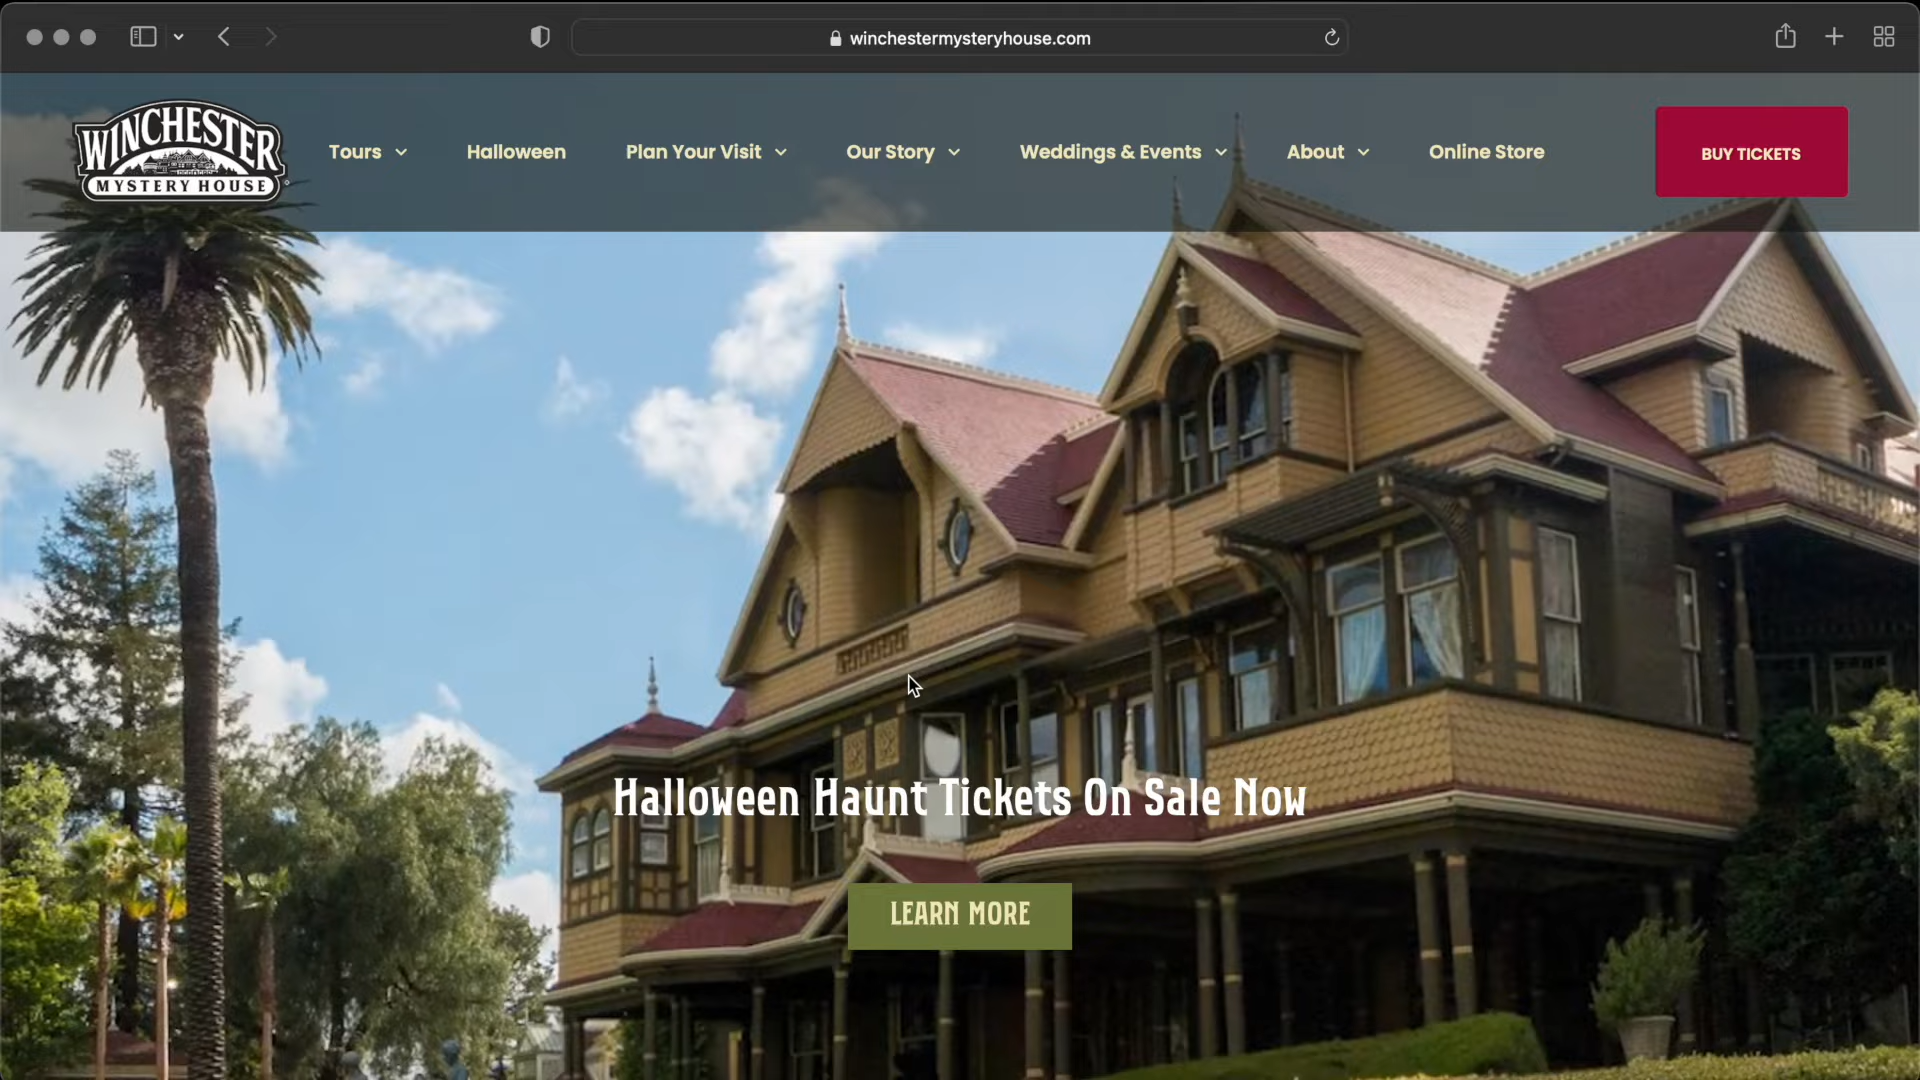 winchestermysteryhouse.com
WINCHESTER
MYSTERY HOUSE
Tours
Halloween
Plan Your Visit
Our Story
Weddings & Events
About
Online Store
BUY TICKETS
Halloween Haunt Tickets On Sale Now
LEARN MORE